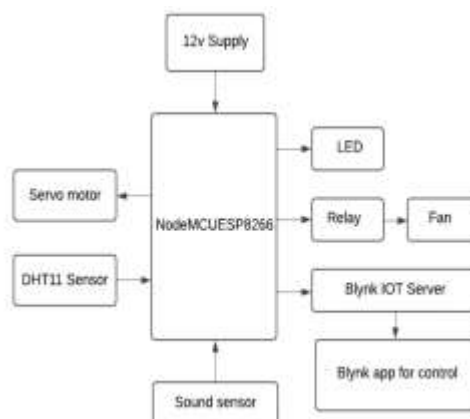 12v Supply
LED
Servo motor
NodeMCUESP8266
Relay
Fan
DHT11 Sensor
Blynk IOT Server
Blynk app for control
Sound sensor